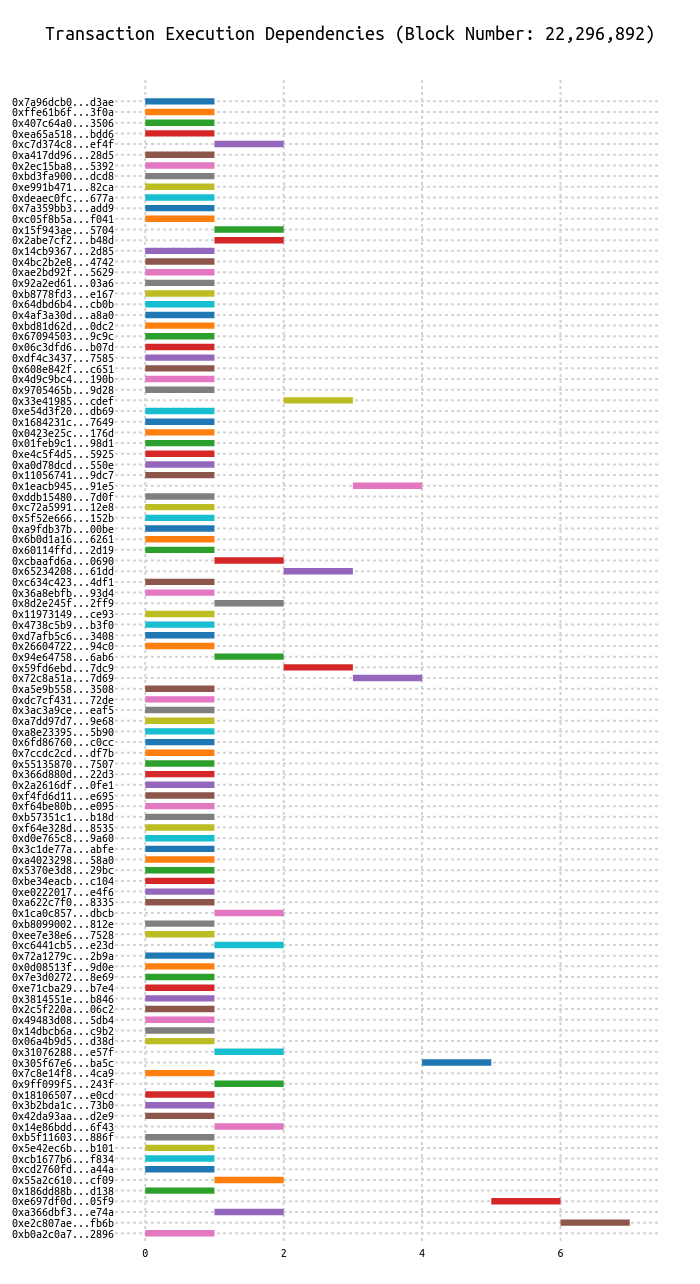 Transaction Execution Dependencies (Block Number: 22,296,892)
0x7a96dcb0...d3ae
0xffe61b6f...3f0a
0x407c64a0...3506
0xea65a518...bdd6
0xc7d374c8...ef4f
0xa417dd96...28d5
0x2ec15ba8...5392
0xbd3fa900...dcd8
0xe991b471...82ca
0xdeaec0fc...677a
0x7a359bb3...add9
0xc05f8b5a...f041
0x15f943ae...5704
0x2abe7cf2...b48d
0x14cb9367...2d85
0x4bc2b2e8...4742
0xae2bd92f...5629
0x92a2ed61...03a6
0xb8778fd3...e167
0x64dbd6b4...cb0b
0x4af3a30d...a8a0
0xbd81d62d...0dc2
0x67094503...9c9c
0x06c3dfd6...b07d
0xdf4c3437...7585
0x608e842f...c651
0x4d9c9bc4...190b
0x9705465b...9d28
0x33e41985...cdef
0xe54d3f20...db69
0x1684231c...7649
0x0423e25c...176d
0x01feb9c1...98d1
0xe4c5f4d5...5925
0xa0d78dcd...550e
0x11056741...9dc7
0x1eacb945...91e5
0xddb15480...7d0f
0xc72a5991...12e8
0x5f52e666...152b
0xa9fdb37b...00be
0x6b0d1a16...6261
0x60114ffd...2d19
0xcbaafd6a...0690
0x65234208...61dd
0xc634c423...4df1
0x36a8ebfb...93d4
0x8d2e245f...2ff9
0x11973149...ce93
0x4738c5b9...b3f0
0xd7afb5c6...3408
0x26604722...94c0
0x94e64758...6ab6
0x59fd6ebd...7dc9
0x72c8a51a...7d69
0xa5e9b558...3508
0xdc7cf431...72de
0x3ac3a9ce...eaf5
0xa7dd97d7...9e68
0xa8e23395...5b90
0x6fd86760...c0cc
0x7ccdc2cd...df7b
0x55135870...7507
0x366d880d...22d3
0x2a2616df...0fe1
0xf4fd6d11...e695
0xf64be80b...e095
0xb57351c1...b18d
0xf64e328d...8535
0xd0e765c8...9a60
0x3c1de77a...abfe
0xa4023298...58a0
0x5370e3d8...29bc
0xbe34eacb...c104
0xe0222017...e4f6
0xa622c7f0...8335
0x1ca0c857...dbcb
0xb8099002...812e
0xee7e38e6...7528
0xc6441cb5...e23d
0x72a1279c...2b9a
0x0d08513f...9d0e
0x7e3d0272...8e69
0xe71cba29...b7e4
0x3814551e...b846
0x2c5f220a...06c2
0x49483d08...5db4
0x14dbcb6a...c9b2
0x06a4b9d5...d38d
0x31076288...e57f
0x305f67e6...ba5c
0x7c8e14f8...4ca9
0x9ff099f5...243f
0x18106507...e0cd
0x3b2bda1c...73b0
0x42da93aa...d2e9
0x14e86bdd...6f43
0xb5f11603...886f
0x5e42ec6b...b101
0xcb1677b6...f834
0xcd2760fd...a44a
0x55a2c610...cf09
0x186dd88b...d138
0xe697df0d...05f9
0xa366dbf3...e74a
0xe2c807ae...fb6b
0xb0a2c0a7...2896
0 2 4 6